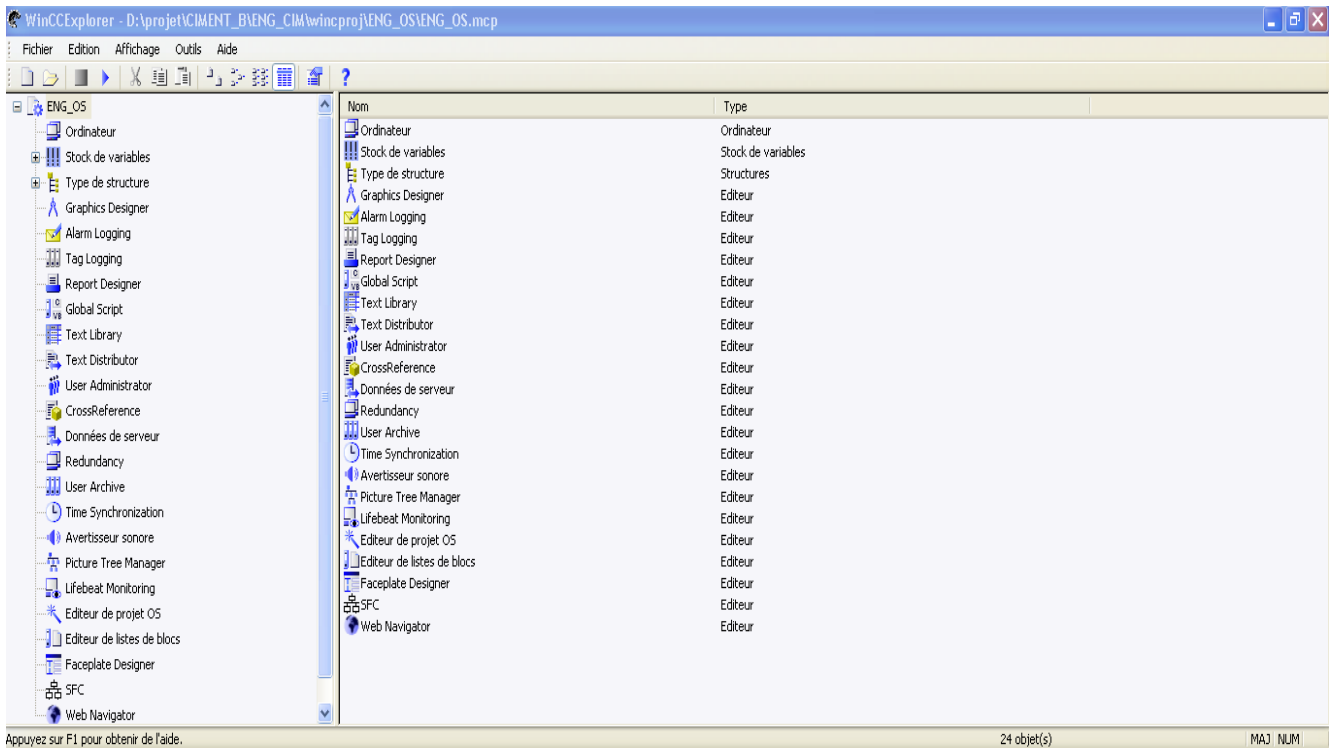 WinCCExplorer - D:\projet\CIMENT_B\ENG_CIM\wincproj\ENG_OS\ENG_OS.mcp
Fichier Edition Affichage Outils Aide
ENG_OS
Ordinateur
Stock de variables
Type de structure
Graphics Designer
Alarm Logging
Tag Logging
Report Designer
Global Script
Text Library
Text Distributor
User Administrator
CrossReference
Données de serveur
Redundancy
User Archive
Time Synchronization
Avertisseur sonore
Picture Tree Manager
Lifebeat Monitoring
Editeur de projet OS
Editeur de listes de blocs
Faceplate Designer
SFC
Web Navigator
Nom Type
Ordinateur Ordinateur
Stock de variables Stock de variables
Type de structure Structures
Graphics Designer Editeur
Alarm Logging Editeur
Tag Logging Editeur
Report Designer Editeur
Global Script Editeur
Text Library Editeur
Text Distributor Editeur
User Administrator Editeur
CrossReference Editeur
Données de serveur Editeur
Redundancy Editeur
User Archive Editeur
Time Synchronization Editeur
Avertisseur sonore Editeur
Picture Tree Manager Editeur
Lifebeat Monitoring Editeur
Editeur de projet OS Editeur
Editeur de listes de blocs Editeur
Faceplate Designer Editeur
SFC Editeur
Web Navigator Editeur
Appuyez sur F1 pour obtenir de l'aide. 24 objet(s) MAJ NUM